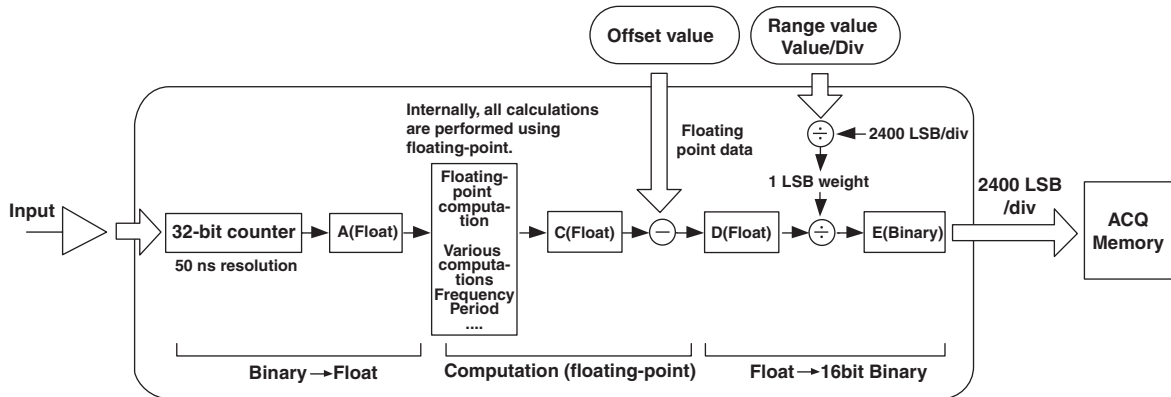 Offset value
Range value
Value/Div
Internally, all calculations
are performed using
floating-point.
Floating
point data
÷
2400 LSB/div
1 LSB weight
Input
32-bit counter
50 ns resolution
A(Float)
Floating-
point
computa-
tion
Various
computa-
tions
Frequency
Period
....
C(Float)
−
D(Float)
÷
E(Binary)
2400 LSB
/div
ACQ
Memory
Binary → Float
Computation (floating-point)
Float → 16bit Binary